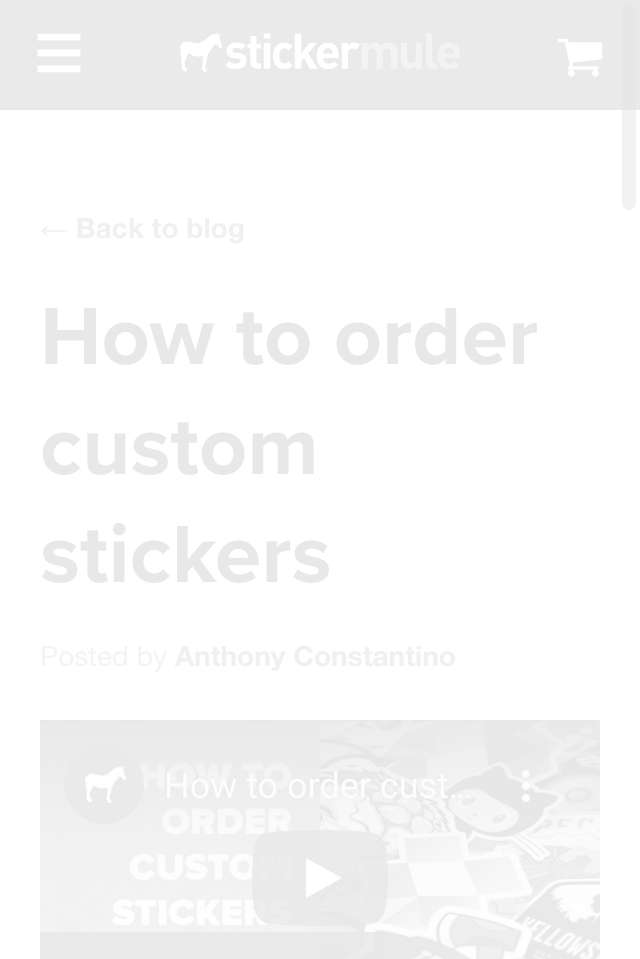 stickermule
← Back to blog
How to order
custom
stickers
Posted by Anthony Constantino
How to order cust...
HOW TO
ORDER
CUSTOM
STICKERS
YELLOWS